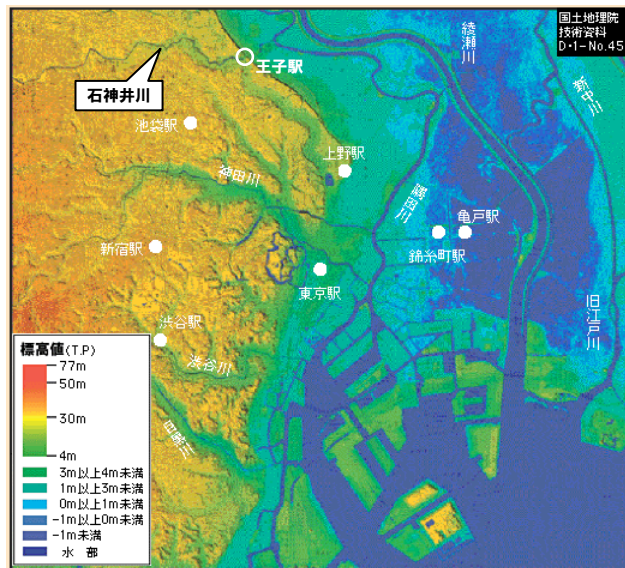 国土地理院
技術資料
D・1-No.45
綾瀬川
新中川
王子駅
石神井川
池袋駅
上野駅
神田川
隅田川
亀戸駅
錦糸町駅
新宿駅
東京駅
旧江戸川
渋谷駅
渋谷川
目黒川
標高値(T.P)
77m
50m
30m
4m
3m以上4m未満
1m以上3m未満
0m以上1m未満
-1m以上0m未満
-1m未満
水 部